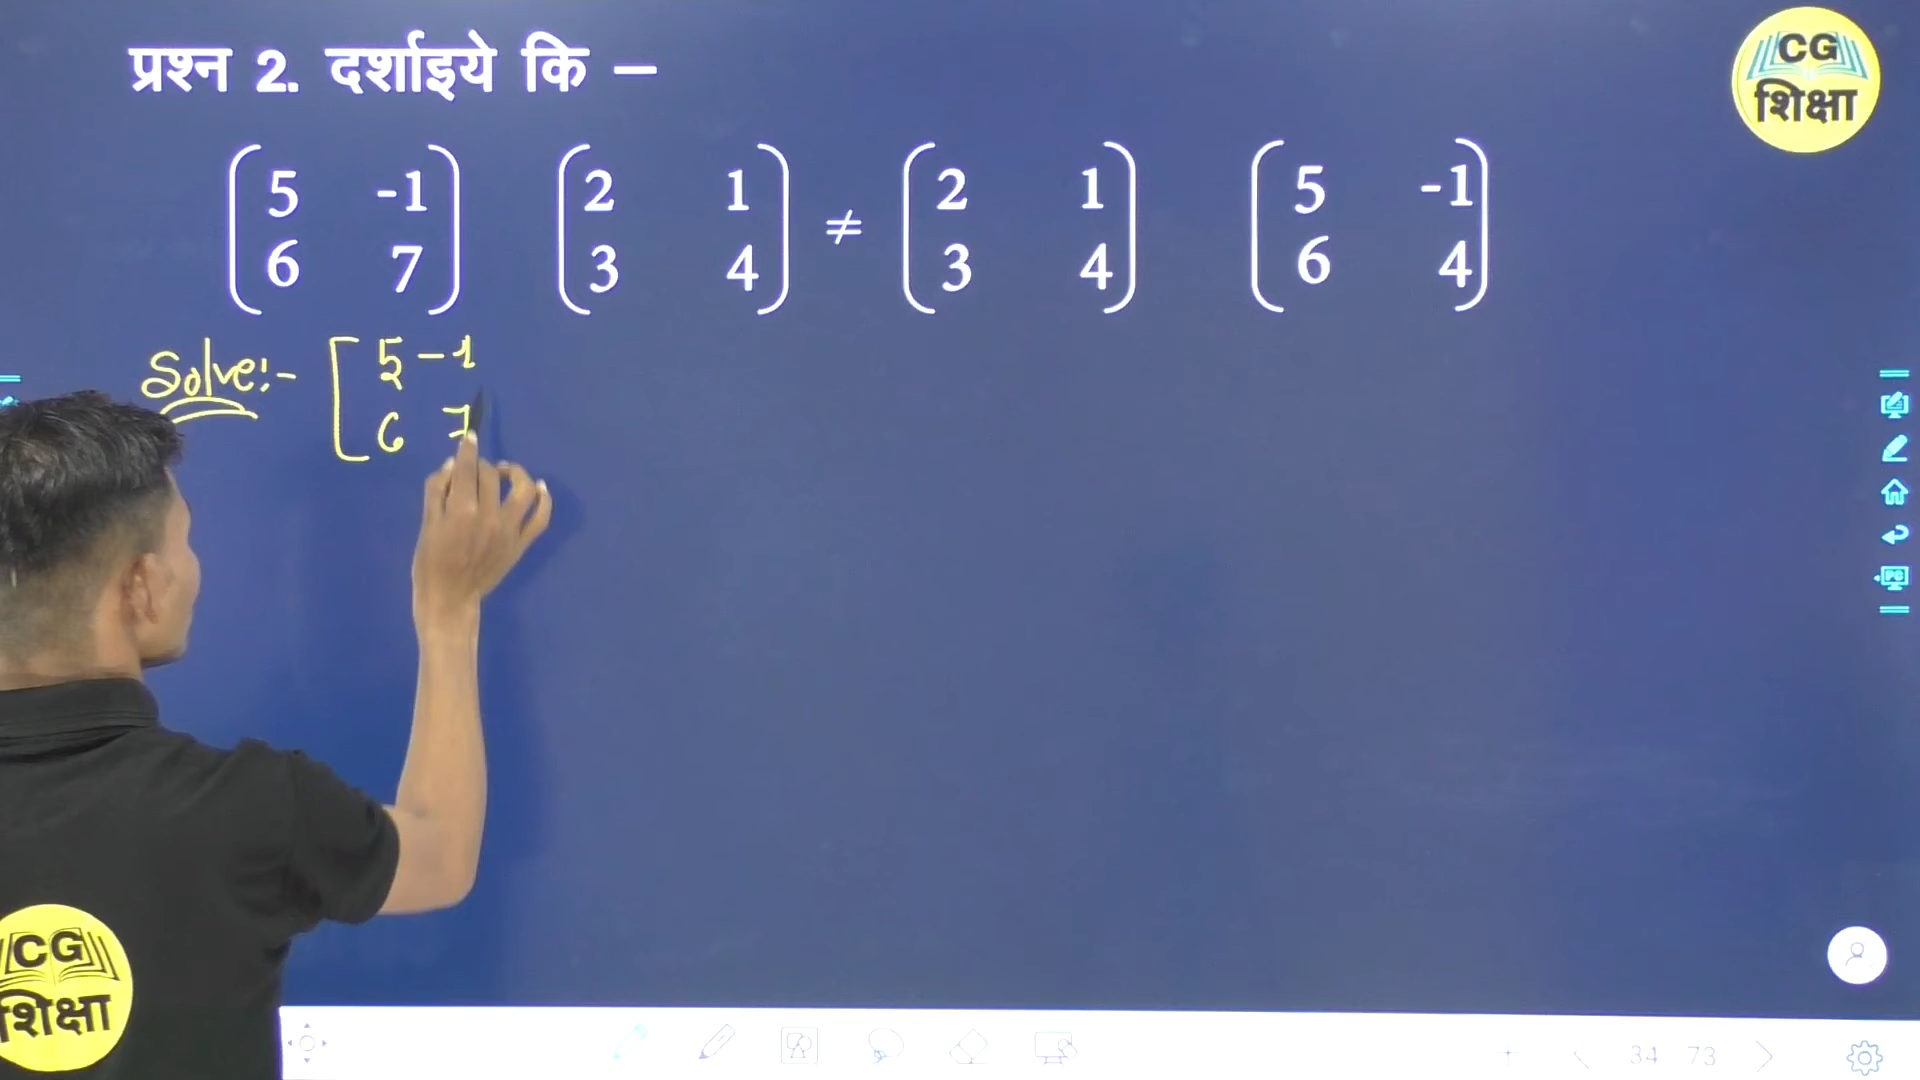 प्रश्न 2. दर्शाइये कि –
CG
शिक्षा
5 -1 2 1 ≠ 2 1 5 -1
6 7 3 4 3 4 6 4
Solve:- [ 5 -1
6 7
CG
शिक्षा
PC
34 73